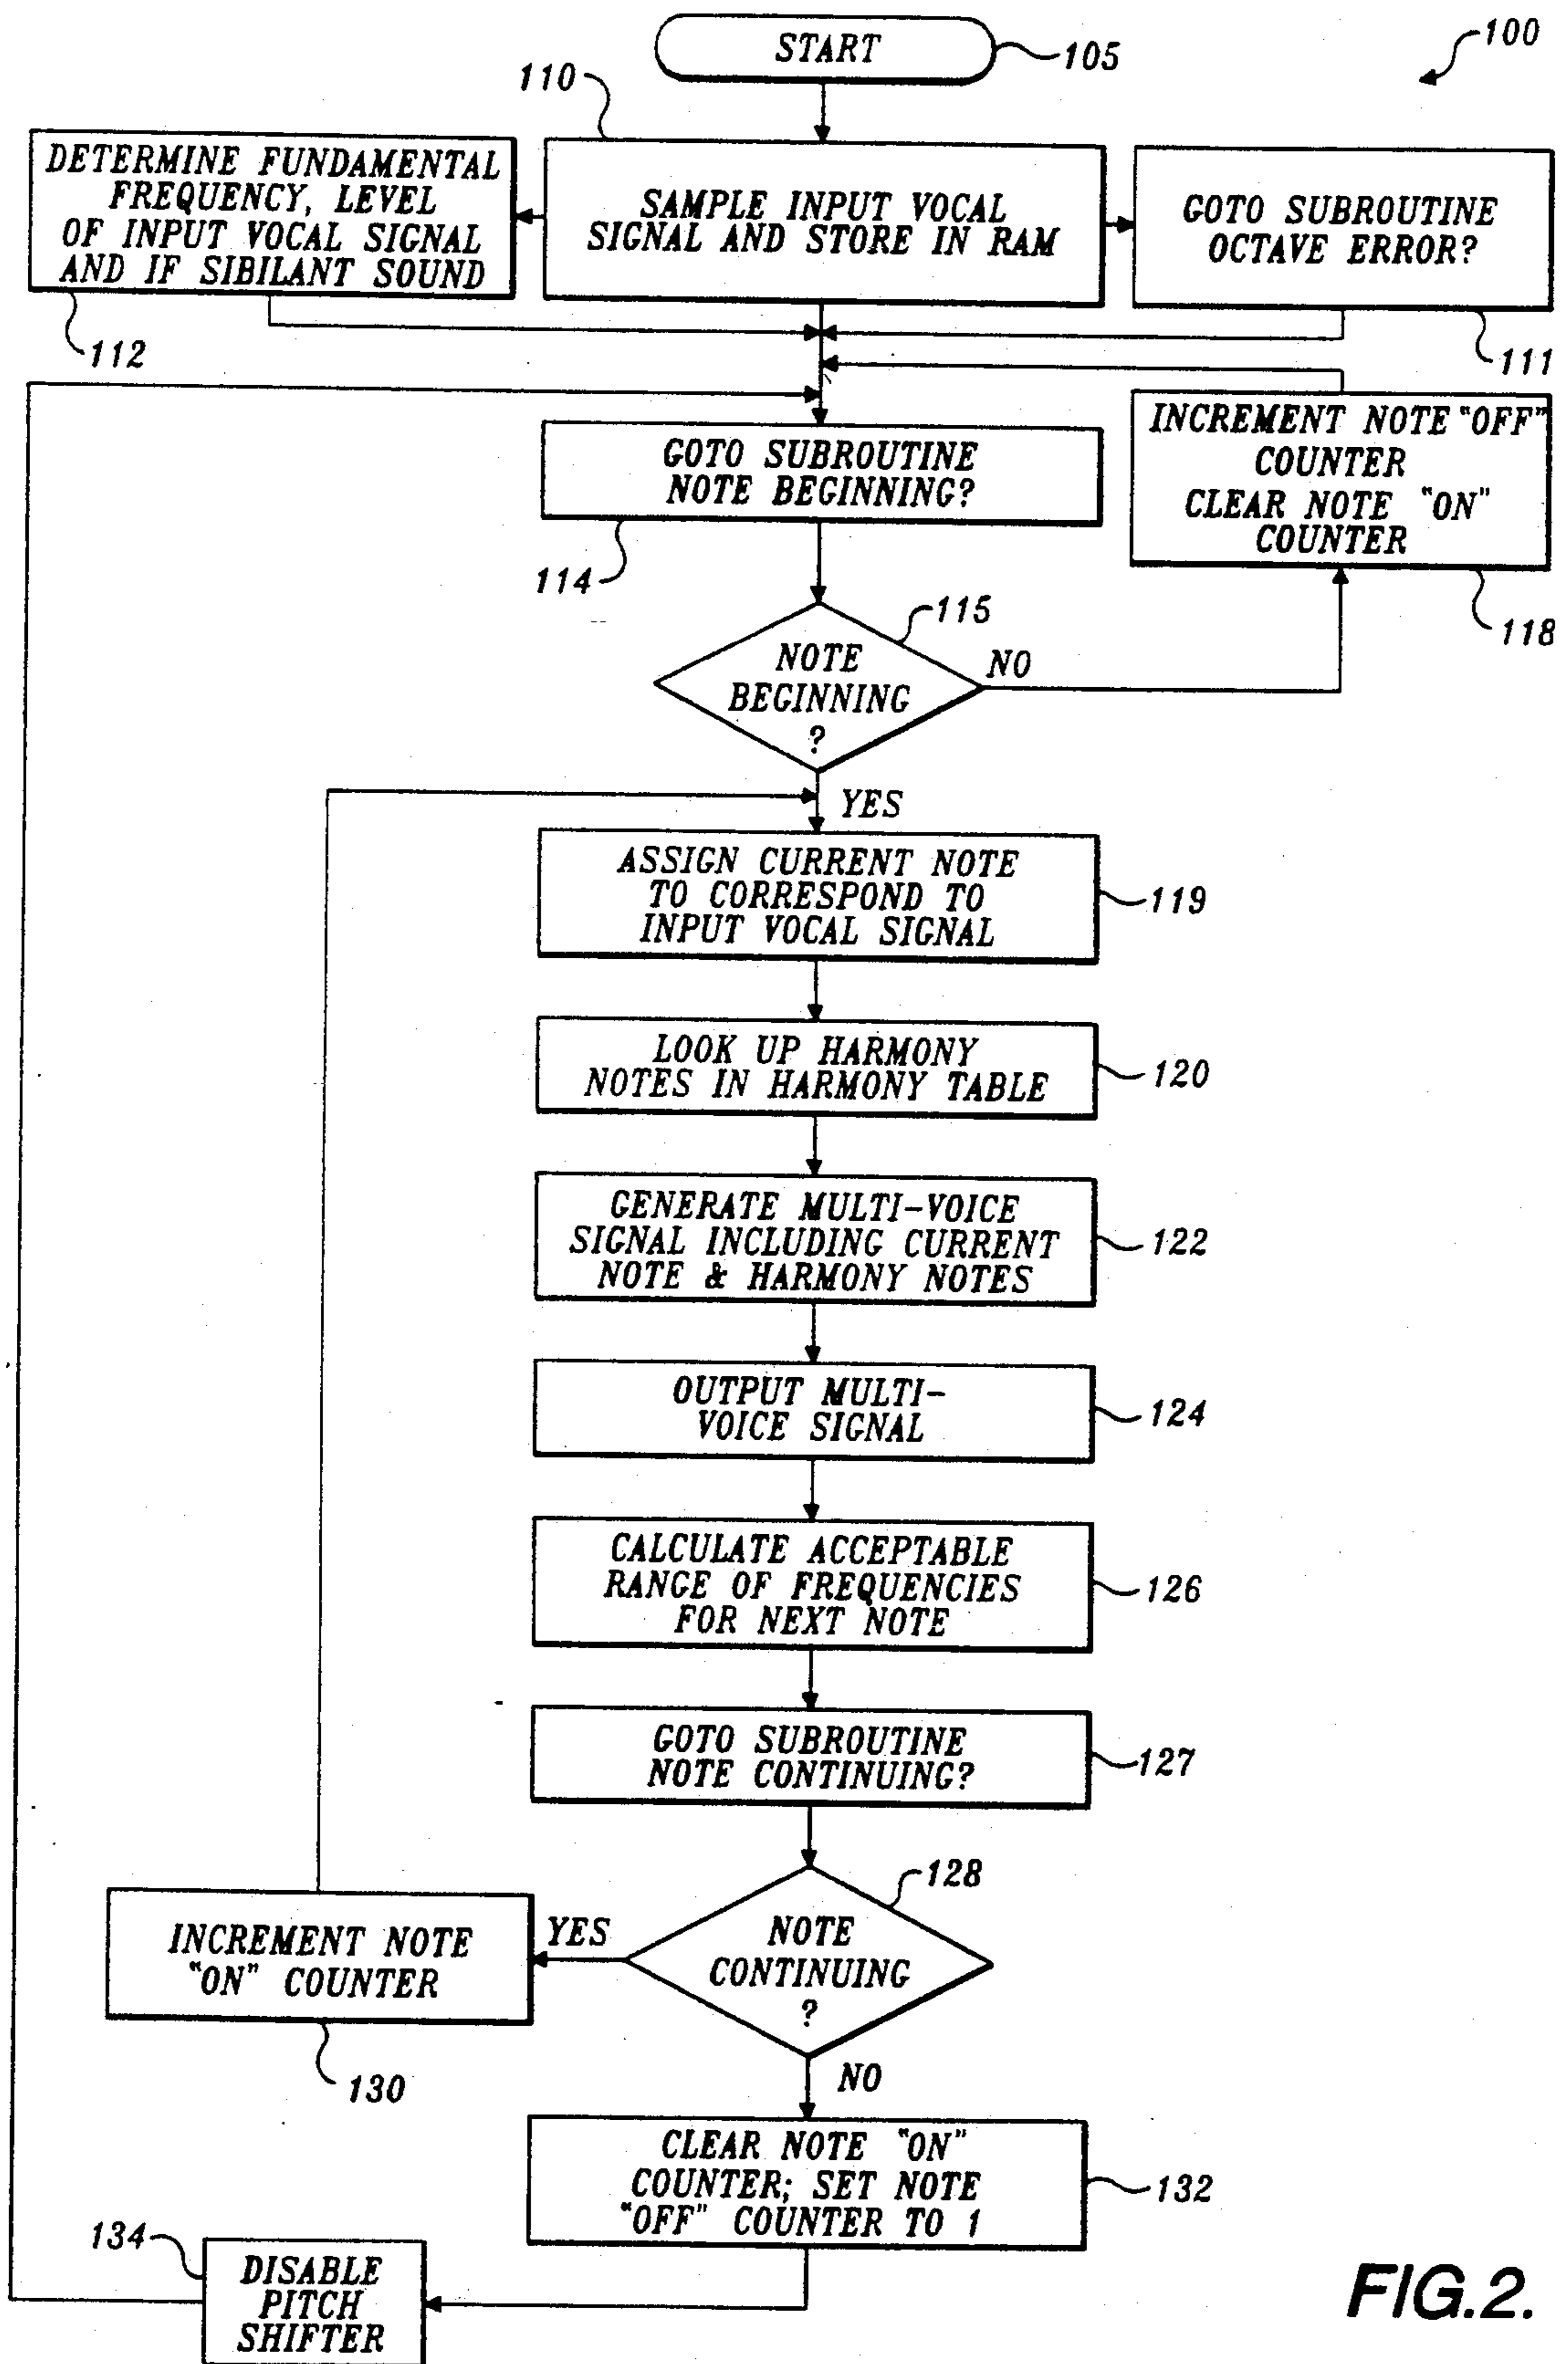 START
105
100
110
DETERMINE FUNDAMENTAL
FREQUENCY, LEVEL
OF INPUT VOCAL SIGNAL
AND IF SIBILANT SOUND
112
SAMPLE INPUT VOCAL
SIGNAL AND STORE IN RAM
GOTO SUBROUTINE
OCTAVE ERROR?
111
GOTO SUBROUTINE
NOTE BEGINNING?
114
INCREMENT NOTE "OFF"
COUNTER
CLEAR NOTE "ON"
COUNTER
118
NOTE
BEGINNING
?
115
NO
YES
ASSIGN CURRENT NOTE
TO CORRESPOND TO
INPUT VOCAL SIGNAL
119
LOOK UP HARMONY
NOTES IN HARMONY TABLE
120
GENERATE MULTI-VOICE
SIGNAL INCLUDING CURRENT
NOTE & HARMONY NOTES
122
OUTPUT MULTI-
VOICE SIGNAL
124
CALCULATE ACCEPTABLE
RANGE OF FREQUENCIES
FOR NEXT NOTE
126
GOTO SUBROUTINE
NOTE CONTINUING?
127
NOTE
CONTINUING
?
128
YES
INCREMENT NOTE
"ON" COUNTER
130
NO
CLEAR NOTE "ON"
COUNTER; SET NOTE
"OFF" COUNTER TO 1
132
134
DISABLE
PITCH
SHIFTER
FIG.2.